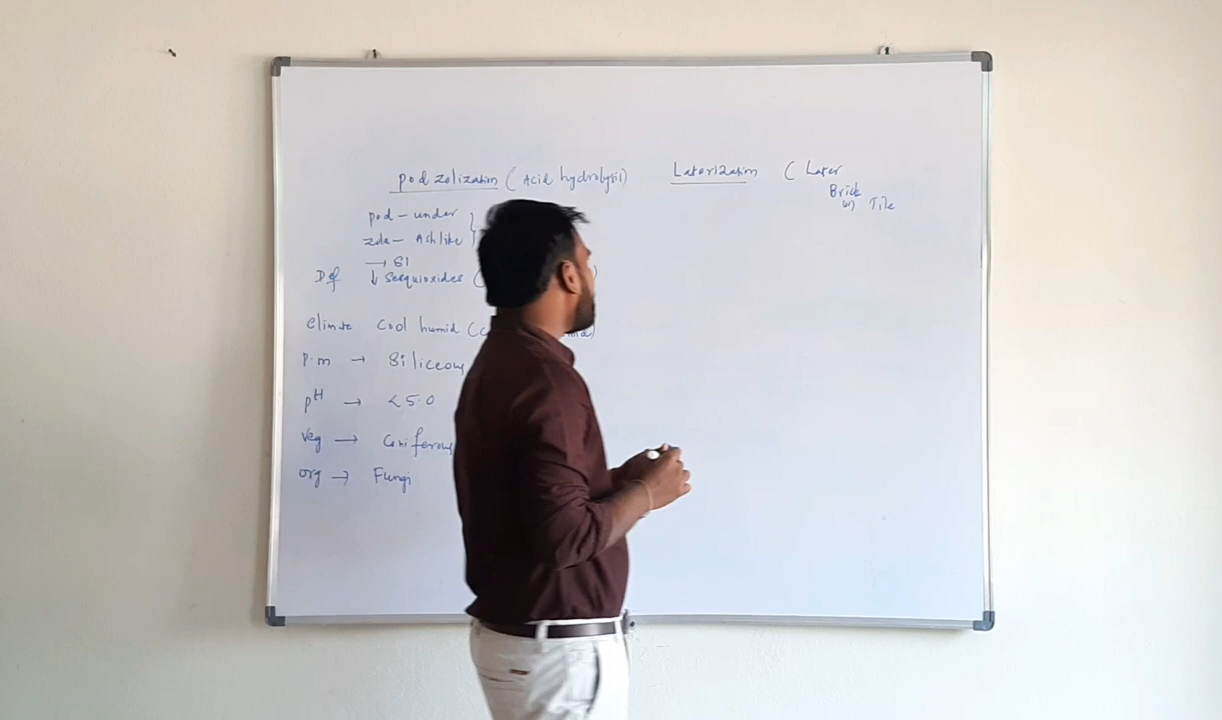 podzolization (Acid hydrolysis)
pod - under
zola - Ashlike
→ Si
Def ↓ Sesquioxides (
climate Cool humid (
P.m → Siliceous
pH → < 5.0
Veg → Coniferous
org → Fungi
Laterization ( Later
Brick
(or) Tile